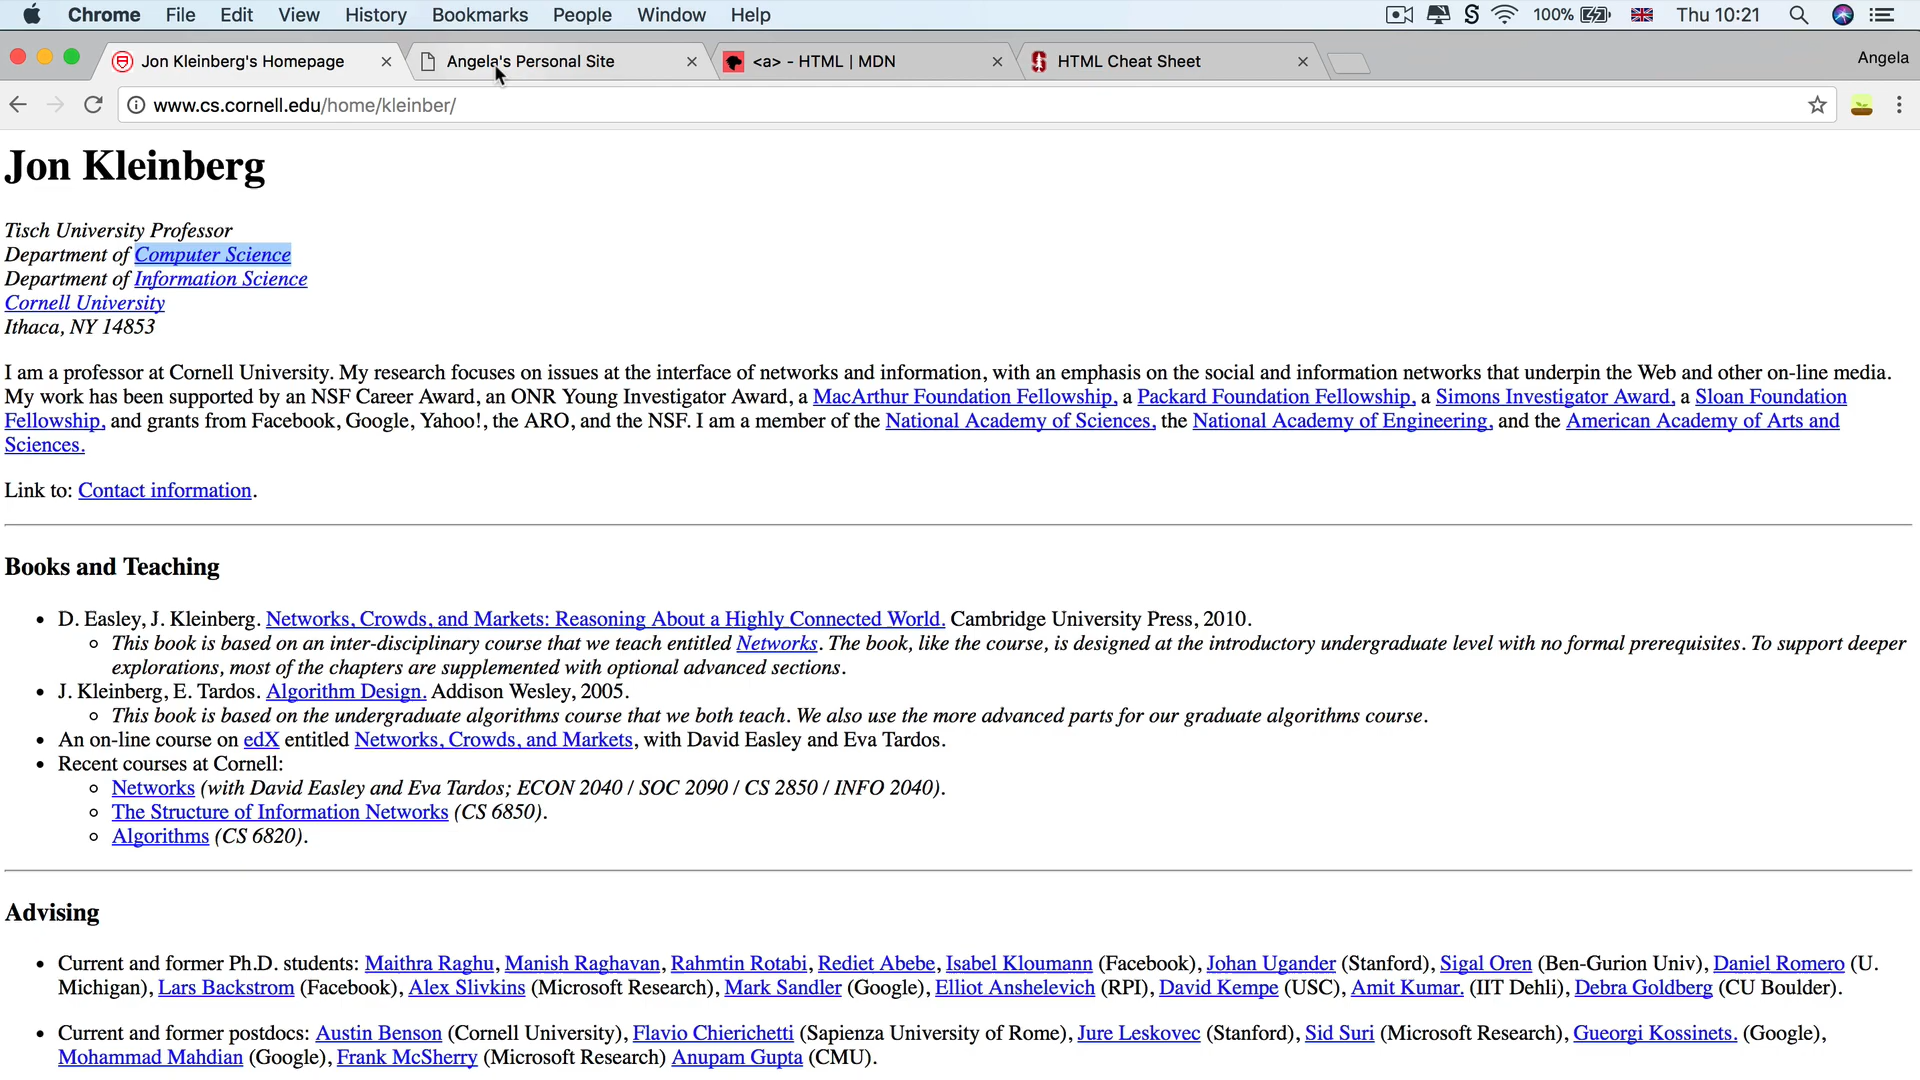 Chrome File Edit View History Bookmarks People Window Help 100% Thu 10:21
Jon Kleinberg's Homepage Angela's Personal Site <a> - HTML | MDN HTML Cheat Sheet Angela
www.cs.cornell.edu/home/kleinber/
Jon Kleinberg
Tisch University Professor
Department of Computer Science
Department of Information Science
Cornell University
Ithaca, NY 14853
I am a professor at Cornell University. My research focuses on issues at the interface of networks and information, with an emphasis on the social and information networks that underpin the Web and other on-line media.
My work has been supported by an NSF Career Award, an ONR Young Investigator Award, a MacArthur Foundation Fellowship, a Packard Foundation Fellowship, a Simons Investigator Award, a Sloan Foundation
Fellowship, and grants from Facebook, Google, Yahoo!, the ARO, and the NSF. I am a member of the National Academy of Sciences, the National Academy of Engineering, and the American Academy of Arts and
Sciences.
Link to: Contact information.
Books and Teaching
• D. Easley, J. Kleinberg. Networks, Crowds, and Markets: Reasoning About a Highly Connected World. Cambridge University Press, 2010.
◦ This book is based on an inter-disciplinary course that we teach entitled Networks. The book, like the course, is designed at the introductory undergraduate level with no formal prerequisites. To support deeper
explorations, most of the chapters are supplemented with optional advanced sections.
• J. Kleinberg, E. Tardos. Algorithm Design. Addison Wesley, 2005.
◦ This book is based on the undergraduate algorithms course that we both teach. We also use the more advanced parts for our graduate algorithms course.
• An on-line course on edX entitled Networks, Crowds, and Markets, with David Easley and Eva Tardos.
• Recent courses at Cornell:
◦ Networks (with David Easley and Eva Tardos; ECON 2040 / SOC 2090 / CS 2850 / INFO 2040).
◦ The Structure of Information Networks (CS 6850).
◦ Algorithms (CS 6820).
Advising
• Current and former Ph.D. students: Maithra Raghu, Manish Raghavan, Rahmtin Rotabi, Rediet Abebe, Isabel Kloumann (Facebook), Johan Ugander (Stanford), Sigal Oren (Ben-Gurion Univ), Daniel Romero (U.
Michigan), Lars Backstrom (Facebook), Alex Slivkins (Microsoft Research), Mark Sandler (Google), Elliot Anshelevich (RPI), David Kempe (USC), Amit Kumar. (IIT Dehli), Debra Goldberg (CU Boulder).
• Current and former postdocs: Austin Benson (Cornell University), Flavio Chierichetti (Sapienza University of Rome), Jure Leskovec (Stanford), Sid Suri (Microsoft Research), Gueorgi Kossinets. (Google),
Mohammad Mahdian (Google), Frank McSherry (Microsoft Research) Anupam Gupta (CMU).